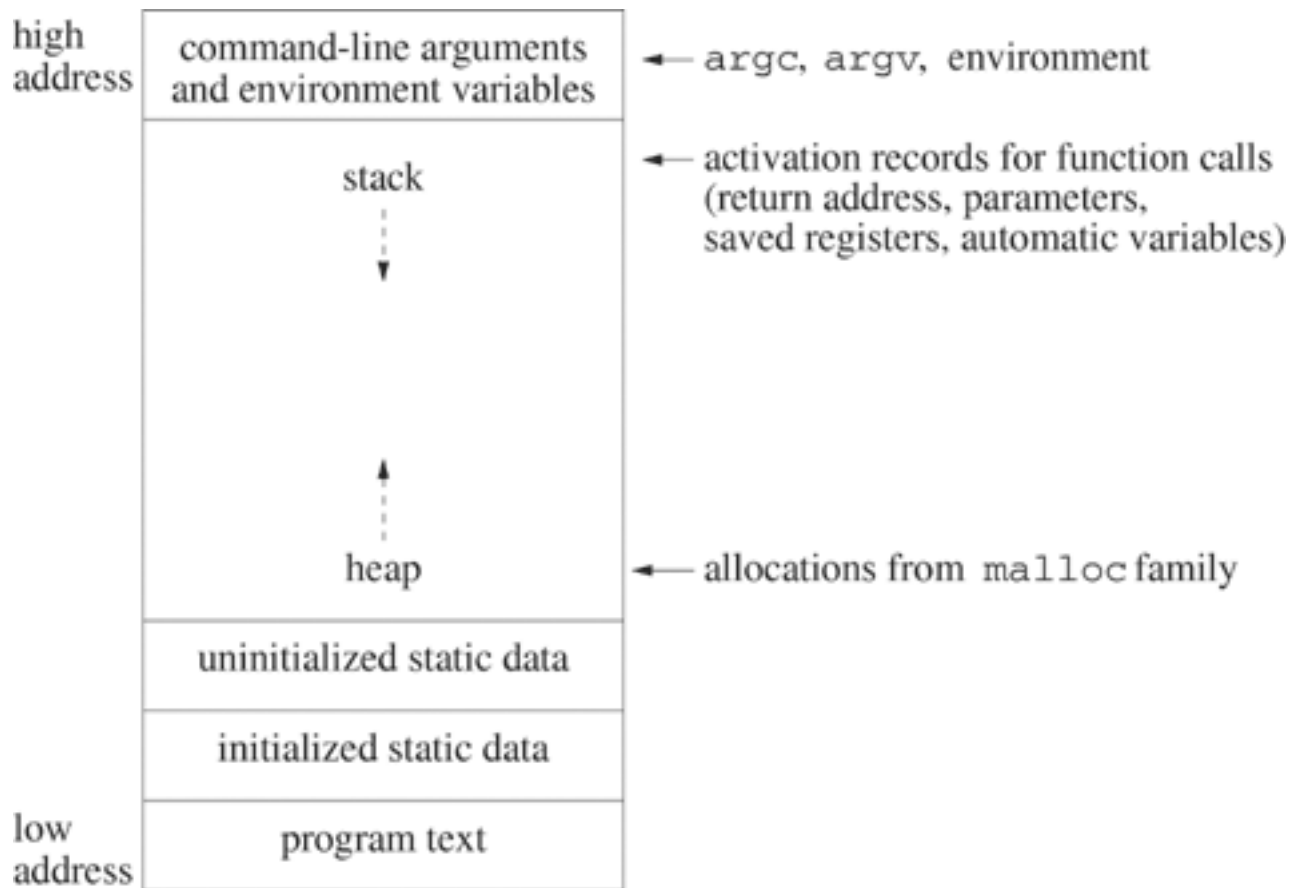 high
address
command-line arguments
and environment variables
argc, argv, environment
stack
activation records for function calls
(return address, parameters,
saved registers, automatic variables)
heap
allocations from malloc family
uninitialized static data
initialized static data
low
address
program text